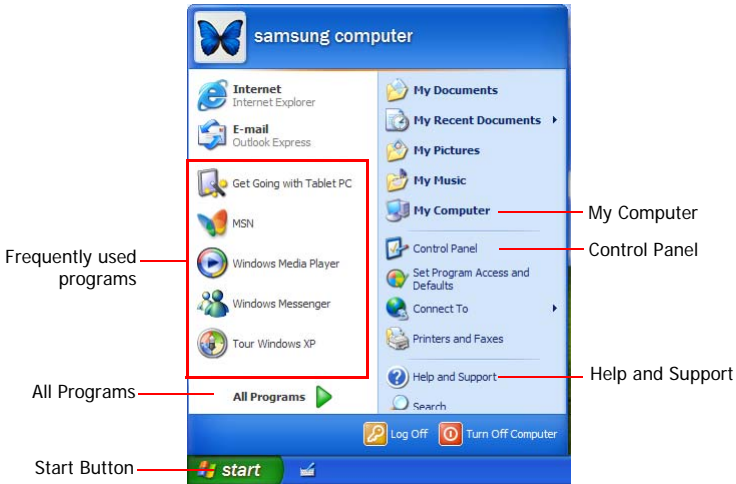 samsung computer
Internet
Internet Explorer
E-mail
Outlook Express
Get Going with Tablet PC
MSN
Windows Media Player
Windows Messenger
Tour Windows XP
All Programs
My Documents
My Recent Documents
My Pictures
My Music
My Computer
Control Panel
Set Program Access and
Defaults
Connect To
Printers and Faxes
Help and Support
Search
Log Off
Turn Off Computer
start
Frequently used
programs
All Programs
Start Button
My Computer
Control Panel
Help and Support